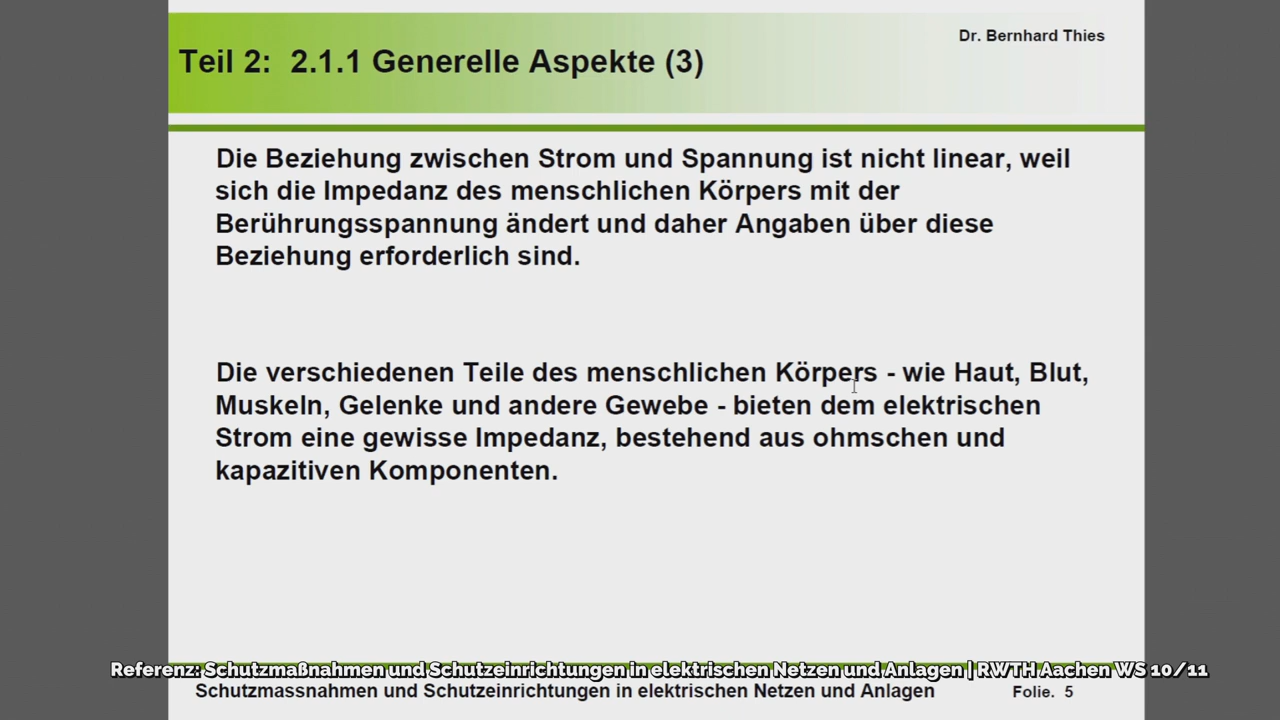 Dr. Bernhard Thies
Teil 2: 2.1.1 Generelle Aspekte (3)
Die Beziehung zwischen Strom und Spannung ist nicht linear, weil
sich die Impedanz des menschlichen Körpers mit der
Berührungsspannung ändert und daher Angaben über diese
Beziehung erforderlich sind.
Die verschiedenen Teile des menschlichen Körpers - wie Haut, Blut,
Muskeln, Gelenke und andere Gewebe - bieten dem elektrischen
Strom eine gewisse Impedanz, bestehend aus ohmschen und
kapazitiven Komponenten.
Referenz: Schutzmaßnahmen und Schutzeinrichtungen in elektrischen Netzen und Anlagen | RWTH Aachen WS 10/11
Schutzmassnahmen und Schutzeinrichtungen in elektrischen Netzen und Anlagen Folie. 5